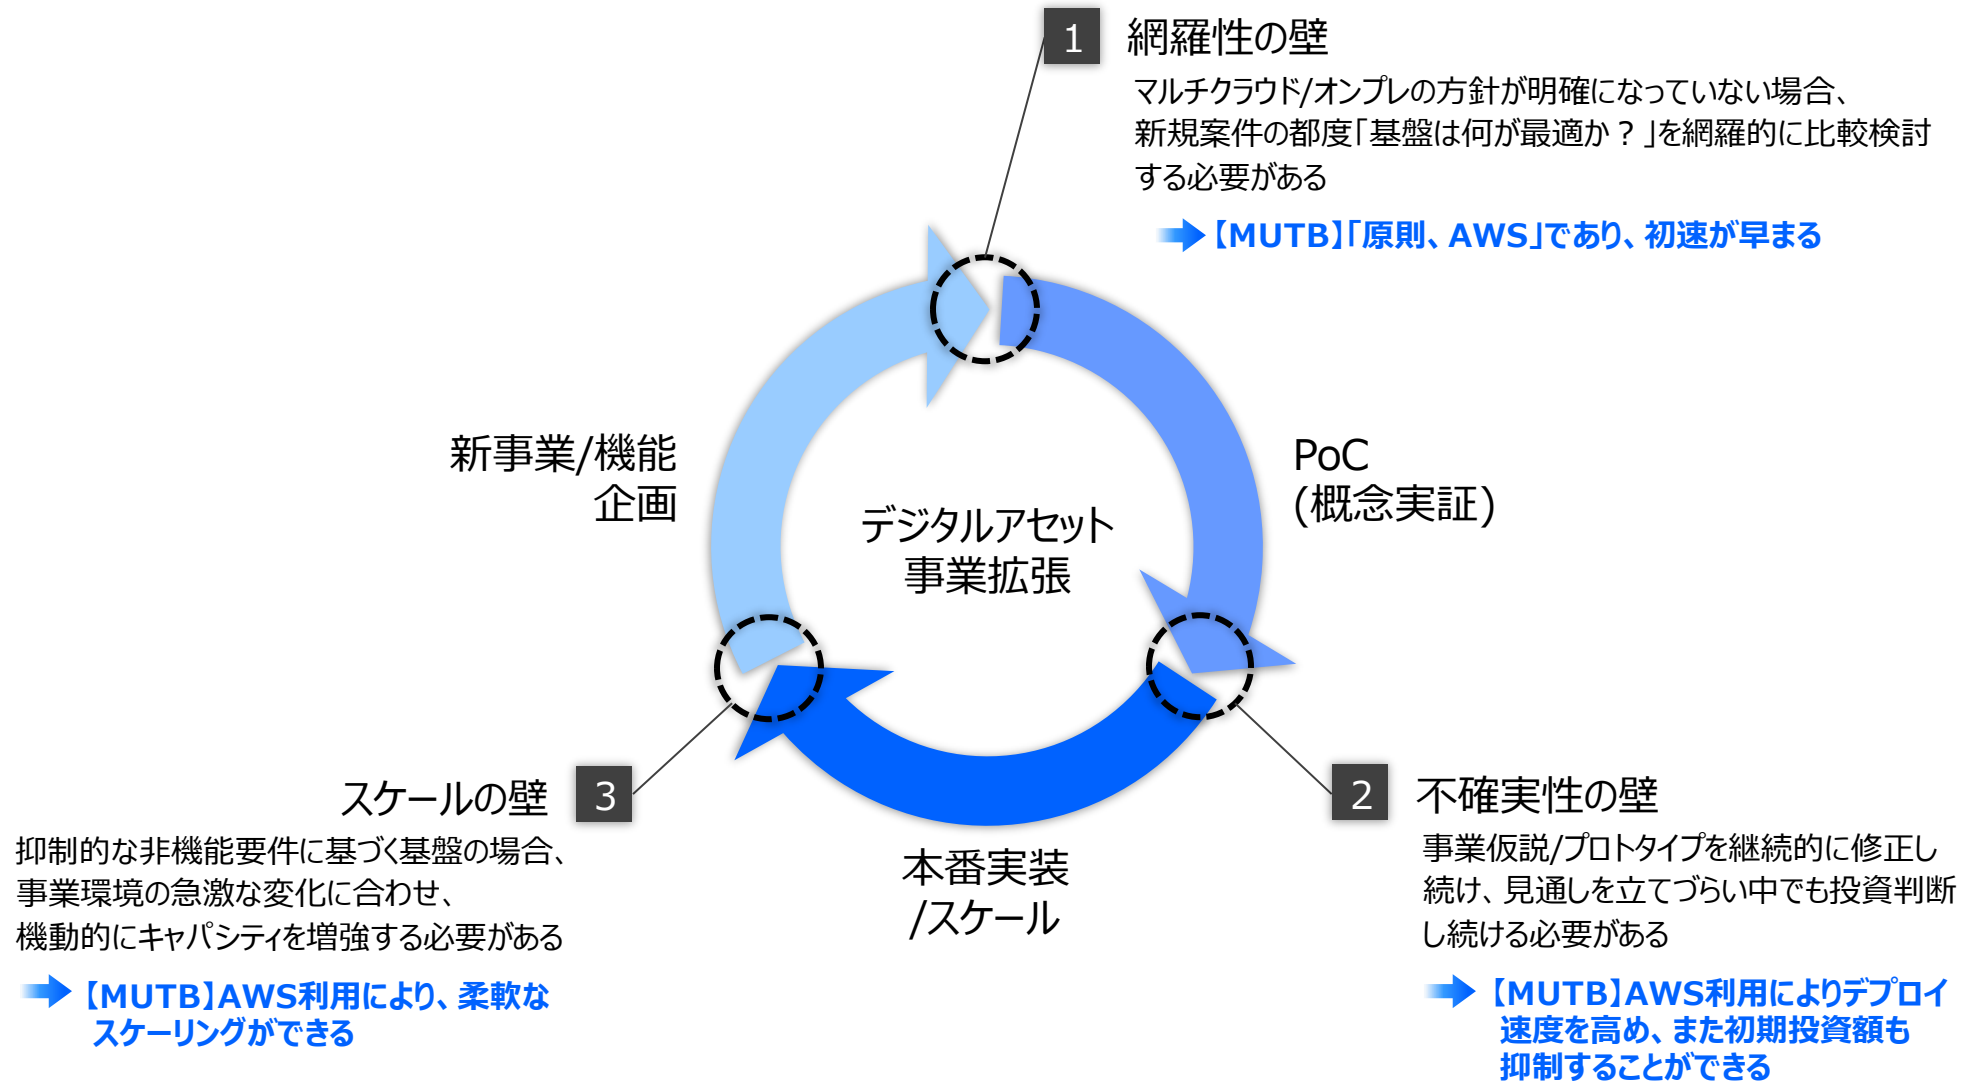 1 網羅性の壁
マルチクラウド/オンプレの方針が明確になっていない場合、
新規案件の都度「基盤は何が最適か？」を網羅的に比較検討
する必要がある
【MUTB】「原則、AWS」であり、初速が早まる
新事業/機能
企画
PoC
(概念実証)
デジタルアセット
事業拡張
本番実装
/スケール
2 不確実性の壁
事業仮説/プロトタイプを継続的に修正し
続け、見通しを立てづらい中でも投資判断
し続ける必要がある
【MUTB】AWS利用によりデプロイ
速度を高め、また初期投資額も
抑制することができる
スケールの壁 3
抑制的な非機能要件に基づく基盤の場合、
事業環境の急激な変化に合わせ、
機動的にキャパシティを増強する必要がある
【MUTB】AWS利用により、柔軟な
スケーリングができる